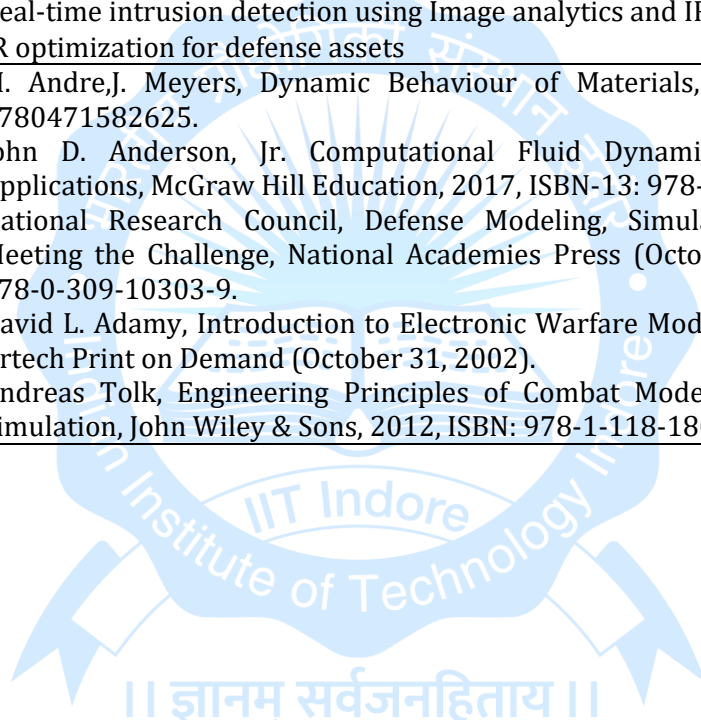 eal-time intrusion detection using Image analytics and
R optimization for defense assets
. Andre,J. Meyers, Dynamic Behaviour of Materials,
780471582625.
ohn D. Anderson, Jr. Computational Fluid Dynami
pplications, McGraw Hill Education, 2017, ISBN-13: 978-
ational Research Council, Defense Modeling, Simul
eeting the Challenge, National Academies Press (Octo
78-0-309-10303-9.
avid L. Adamy, Introduction to Electronic Warfare Mod
rtech Print on Demand (October 31, 2002).
ndreas Tolk, Engineering Principles of Combat Mode
imulation, John Wiley & Sons, 2012, ISBN: 978-1-118-18
भारतीय प्रौद्योगिकी संस्थान इंदौर
Indian Institute of Technology Indore
IIT Indore
।। ज्ञानम् सर्वजनहिताय ।।